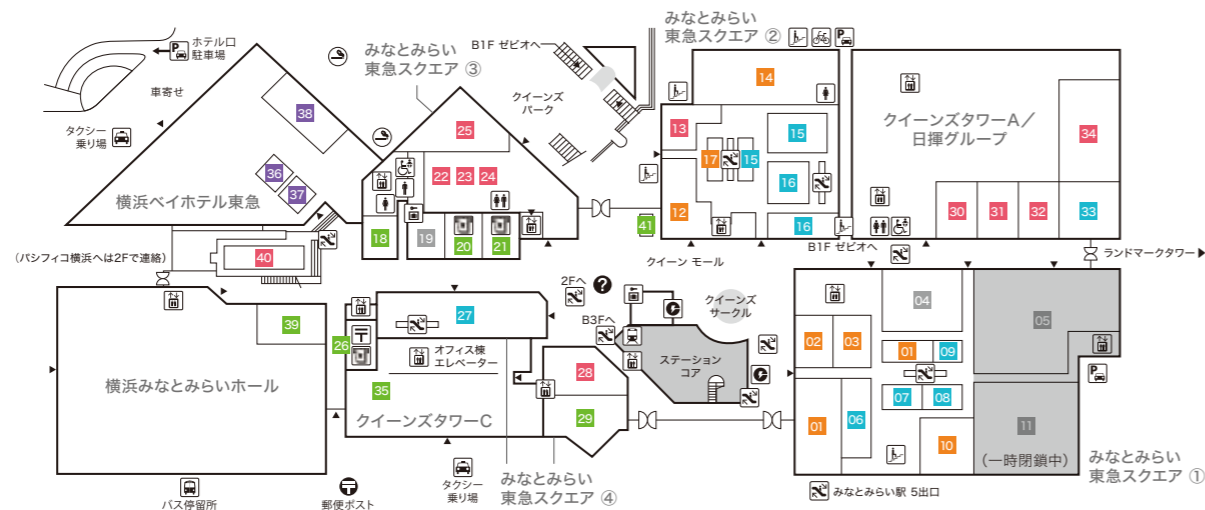 ホテル口
駐車場
車寄せ
タクシー
乗り場
38
36
37
横浜ベイホテル東急
みなとみらい
東急スクエア ③
25
22 23 24
18
19
20
21
B1F ゼビオへ
クイーンズ
パーク
41
みなとみらい
東急スクエア ②
14
13
17
15
15
16
12
16
クイーンズタワーA／
日揮グループ
34
30
31
32
33
B1F ゼビオへ
ランドマークタワー▶
クイーン モール
(パシフィコ横浜へは2Fで連絡)
40
39
横浜みなとみらいホール
26
〒
27
オフィス棟
エレベーター
35
クイーンズタワーC
28
29
みなとみらい
東急スクエア ④
タクシー
乗り場
バス停留所
郵便ポスト
2Fへ
?
B3Fへ
クイーンズ
サークル
ステーション
コア
04
05
02
03
01
09
07
08
01
06
10
11
(一時閉鎖中)
みなとみらい
東急スクエア ①
みなとみらい駅 5出口
P
P
P